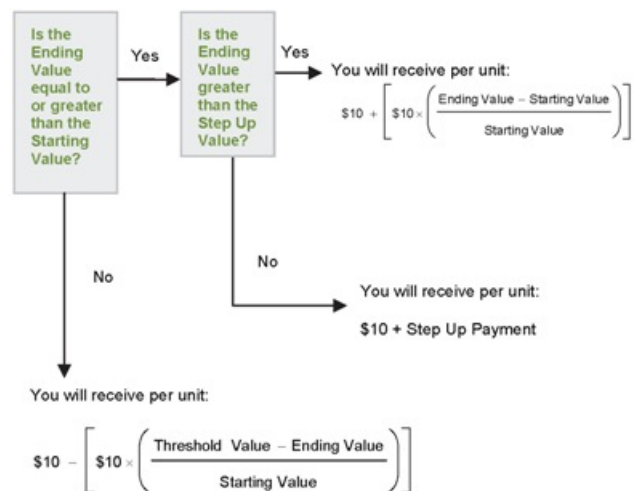 Is the
Ending
Value
equal to
or greater
than the
Starting
Value?
Yes
Is the
Ending
Value
greater
than the
Step Up
Value?
Yes
You will receive per unit:
$10 + [ $10 × ( Ending Value – Starting Value
Starting Value ) ]
No
No
You will receive per unit:
$10 + Step Up Payment
You will receive per unit:
$10 – [ $10 × ( Threshold Value – Ending Value
Starting Value ) ]